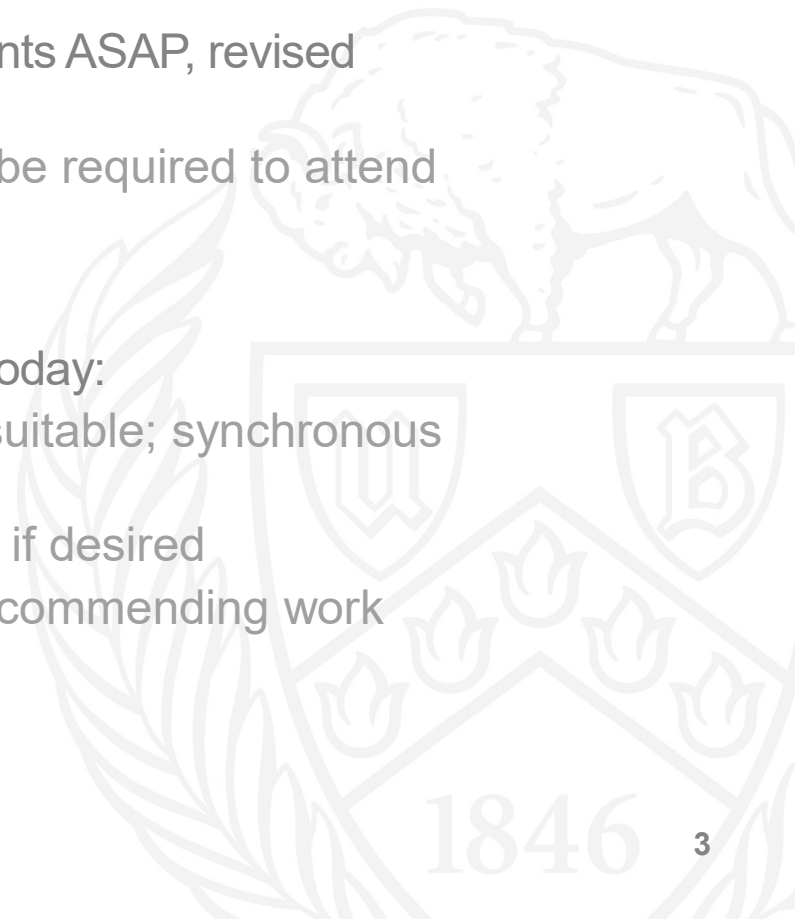 nts ASAP, revised
be required to attend
oday:
suitable; synchronous
if desired
commending work
U B
1846
3